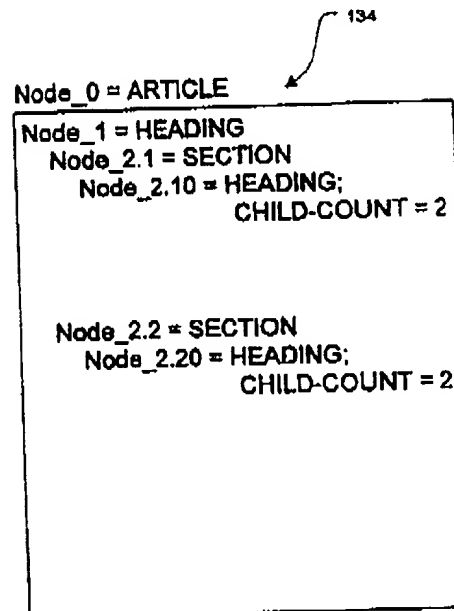 134
Node_0 = ARTICLE
Node_1 = HEADING
Node_2.1 = SECTION
Node_2.10 = HEADING;
CHILD-COUNT = 2
Node_2.2 = SECTION
Node_2.20 = HEADING;
CHILD-COUNT = 2